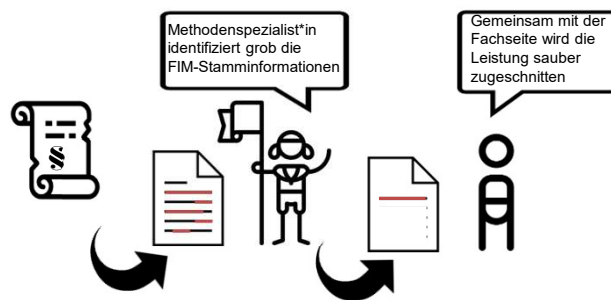 Methodenspezialist*in
identifiziert grob die
FIM-Stamminformationen
Gemeinsam mit der
Fachseite wird die
Leistung sauber
zugeschnitten
§